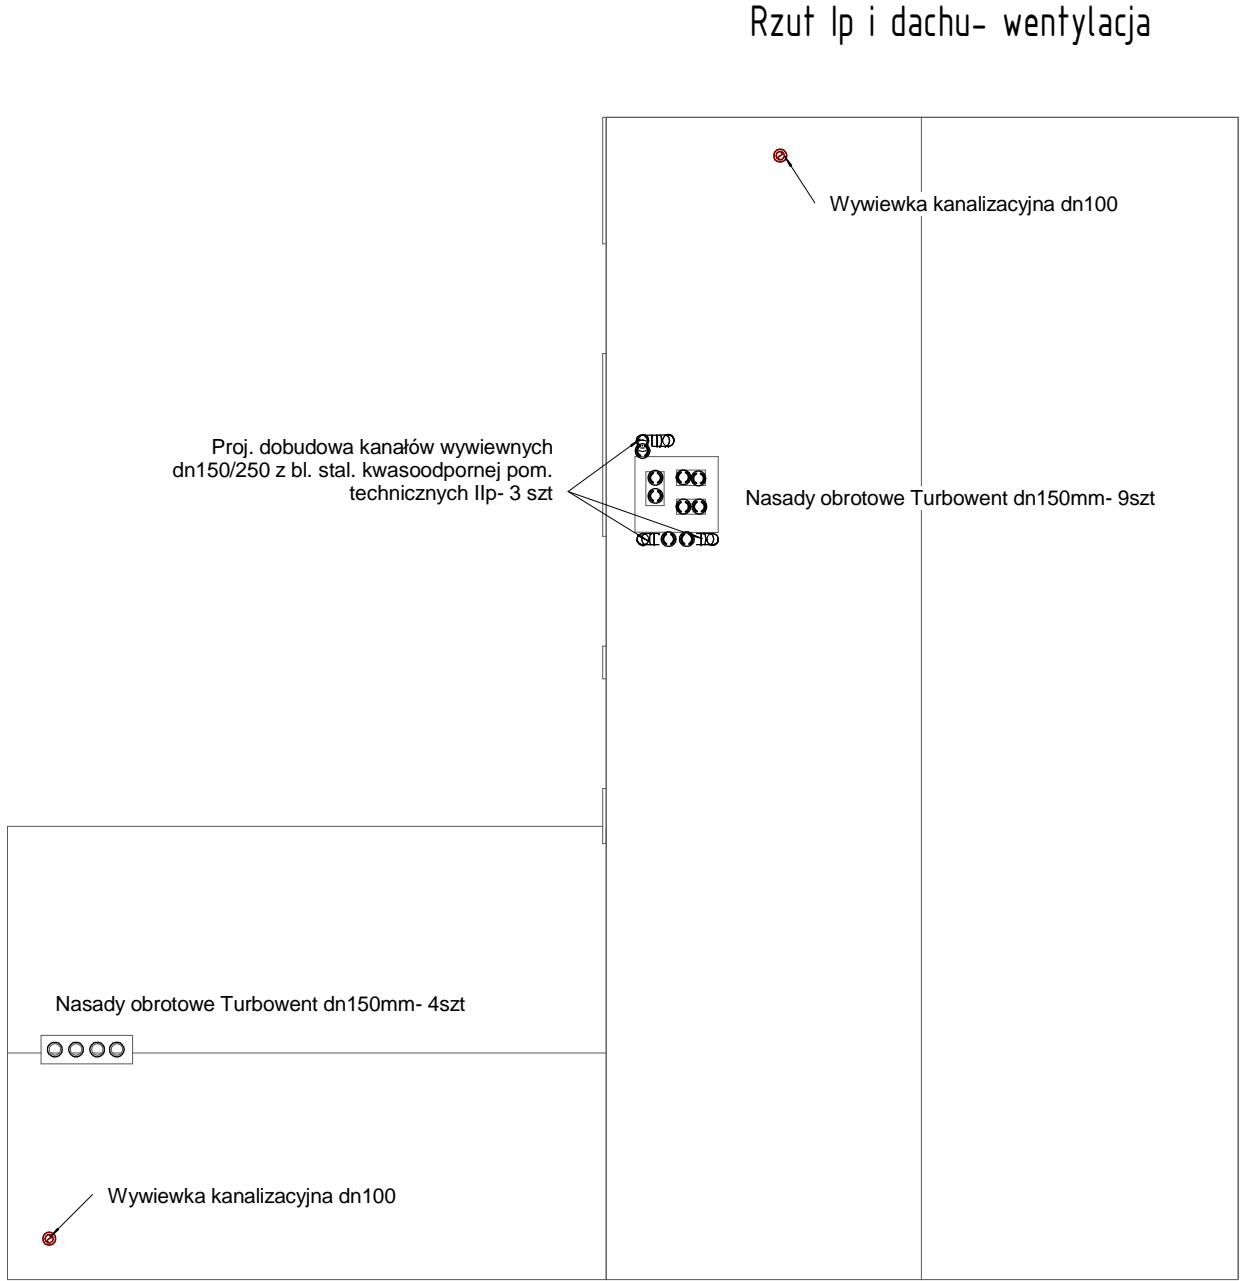 Rzut Ip i dachu- wentylacja
Wywiewka kanalizacyjna dn100
Proj. dobudowa kanałów wywiewnych
dn150/250 z bl. stal. kwasoodpornej pom.
technicznych IIp- 3 szt
Nasady obrotowe Turbowent dn150mm- 9szt
Nasady obrotowe Turbowent dn150mm- 4szt
Wywiewka kanalizacyjna dn100